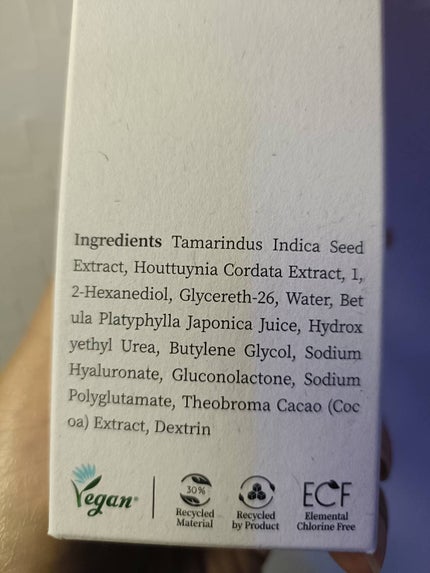 Ingredients Tamarindus Indica Seed
Extract, Houttuynia Cordata Extract, 1,
2-Hexanediol, Glycereth-26, Water, Bet
ula Platyphylla Japonica Juice, Hydrox
yethyl Urea, Butylene Glycol, Sodium
Hyaluronate, Gluconolactone, Sodium
Polyglutamate, Theobroma Cacao (Coc
oa) Extract, Dextrin
Vegan
30%
Recycled
Material
Recycled
by Product
ECF
Elemental
Chlorine Free